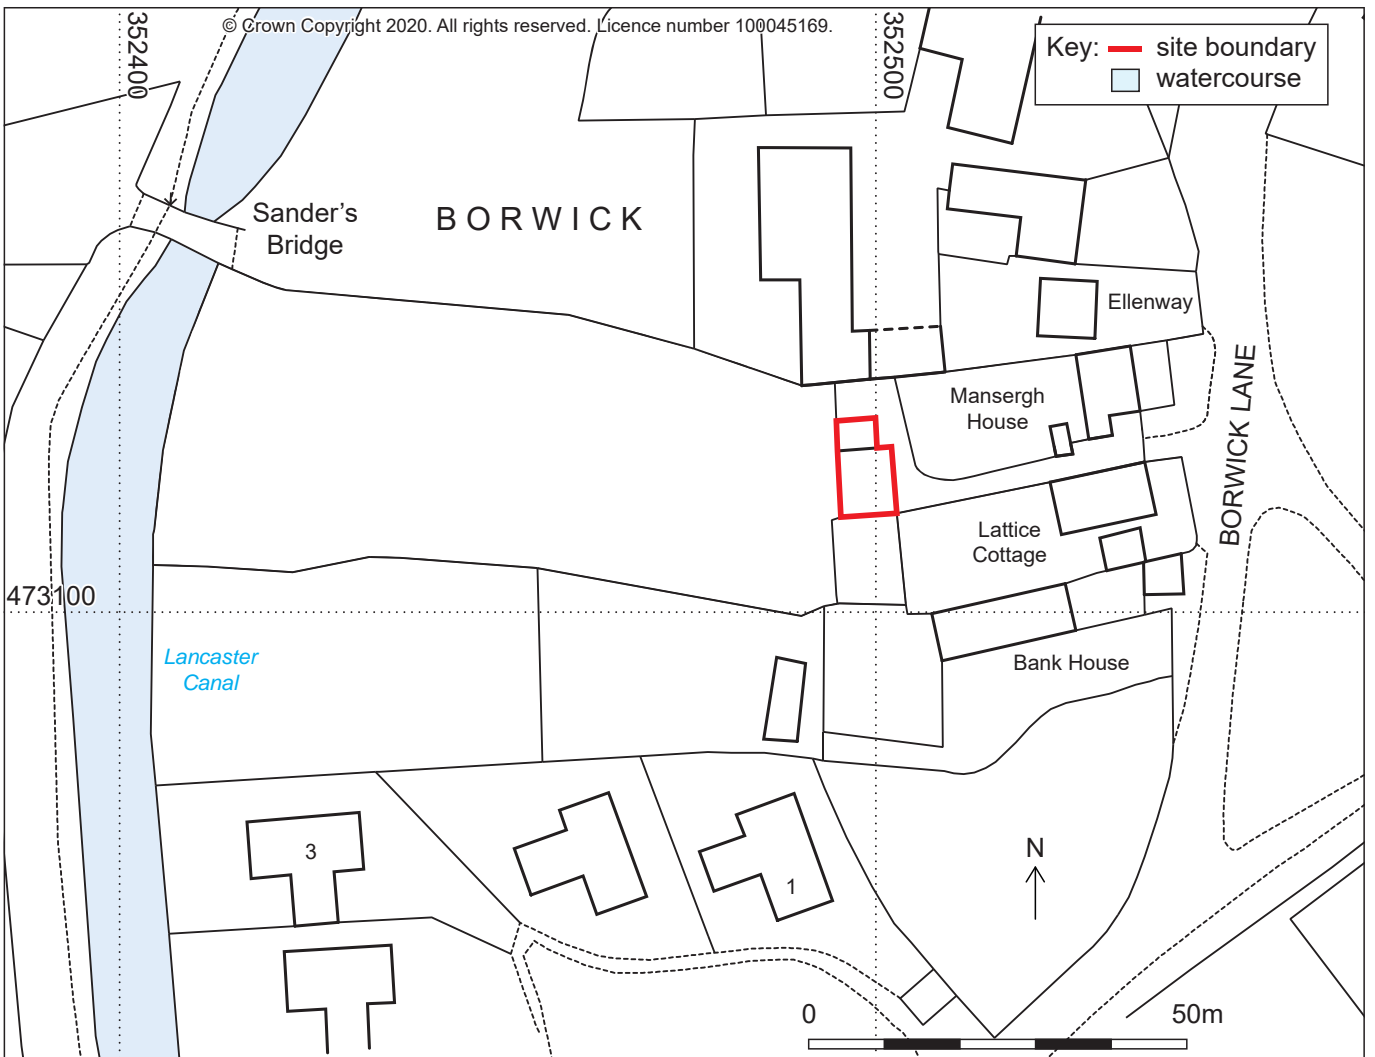 © Crown Copyright 2020. All rights reserved. Licence number 100045169.
352400
352500
Key: site boundary
watercourse
Sander's
Bridge
BORWICK
Ellenway
Mansergh
House
BORWICK LANE
Lattice
Cottage
473100
Lancaster
Canal
Bank House
3
1
N
0
50m